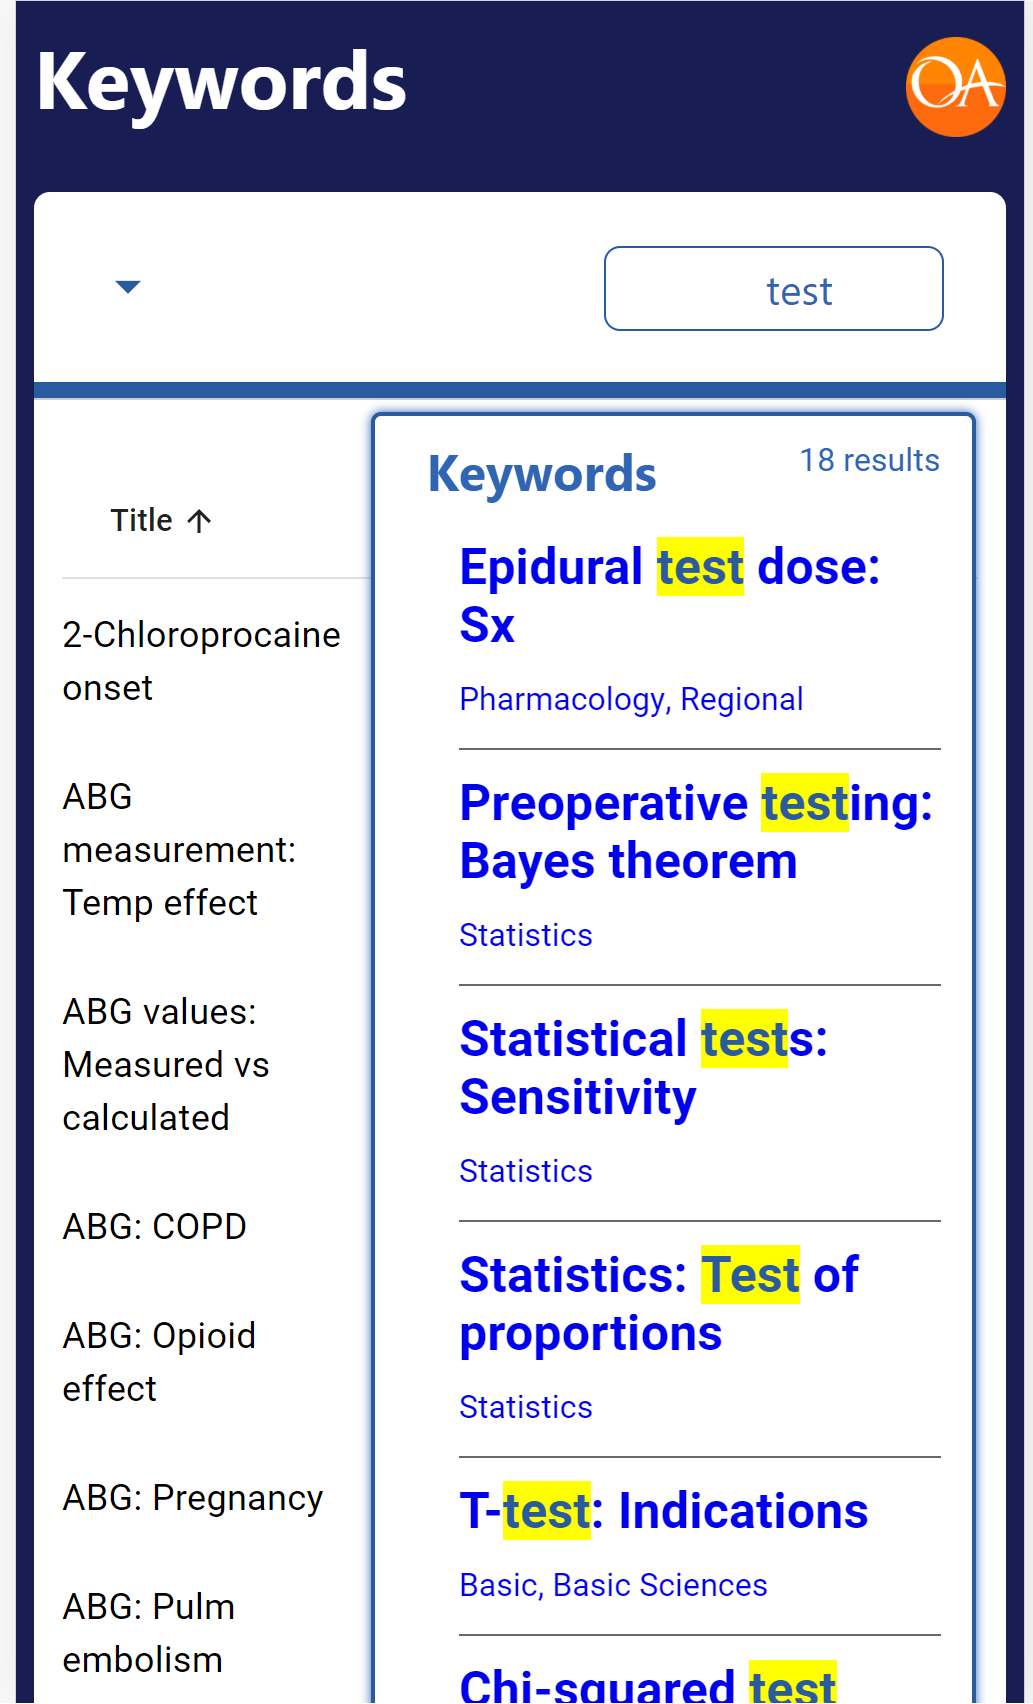 Keywords
OA
test
Title
2-Chloroprocaine
onset
ABG
measurement:
Temp effect
ABG values:
Measured vs
calculated
ABG: COPD
ABG: Opioid
effect
ABG: Pregnancy
ABG: Pulm
embolism
Keywords
18 results
Epidural test dose:
Sx
Pharmacology, Regional
Preoperative testing:
Bayes theorem
Statistics
Statistical tests:
Sensitivity
Statistics
Statistics: Test of
proportions
Statistics
T-test: Indications
Basic, Basic Sciences
Chi-squared test